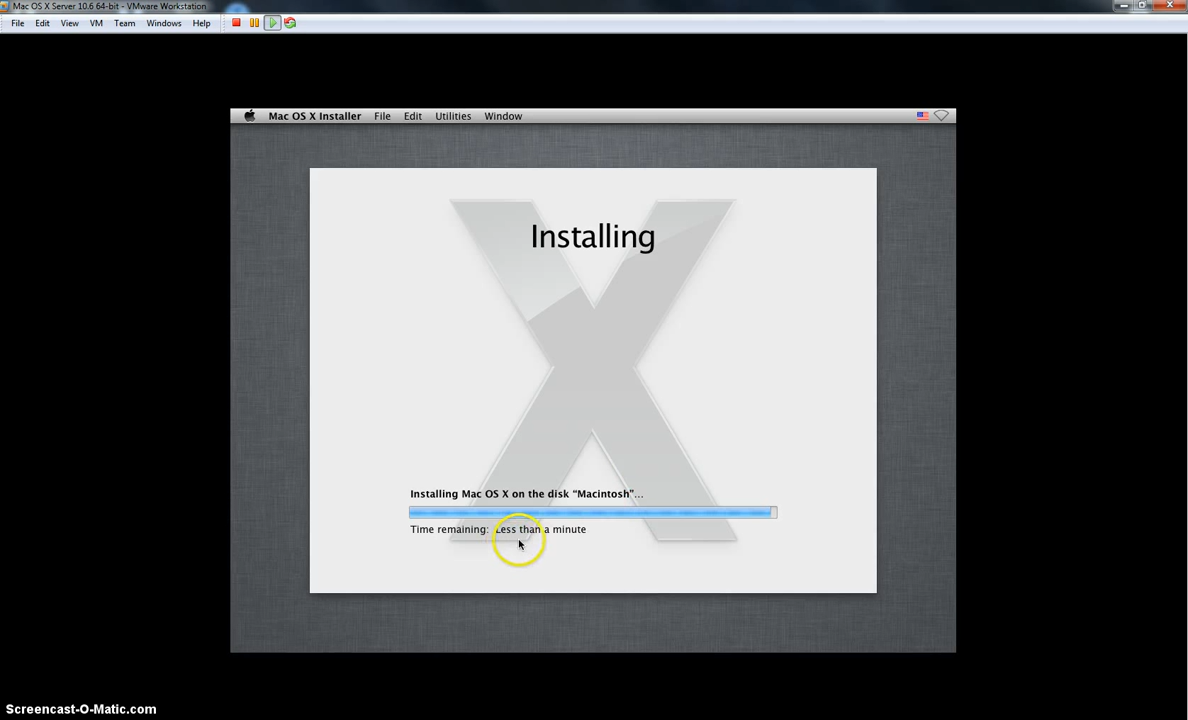 Mac OS X Server 10.6 64-bit - VMware Workstation
File Edit View VM Team Windows Help
Mac OS X Installer File Edit Utilities Window
Installing
Installing Mac OS X on the disk “Macintosh”...
Time remaining: Less than a minute
Screencast-O-Matic.com